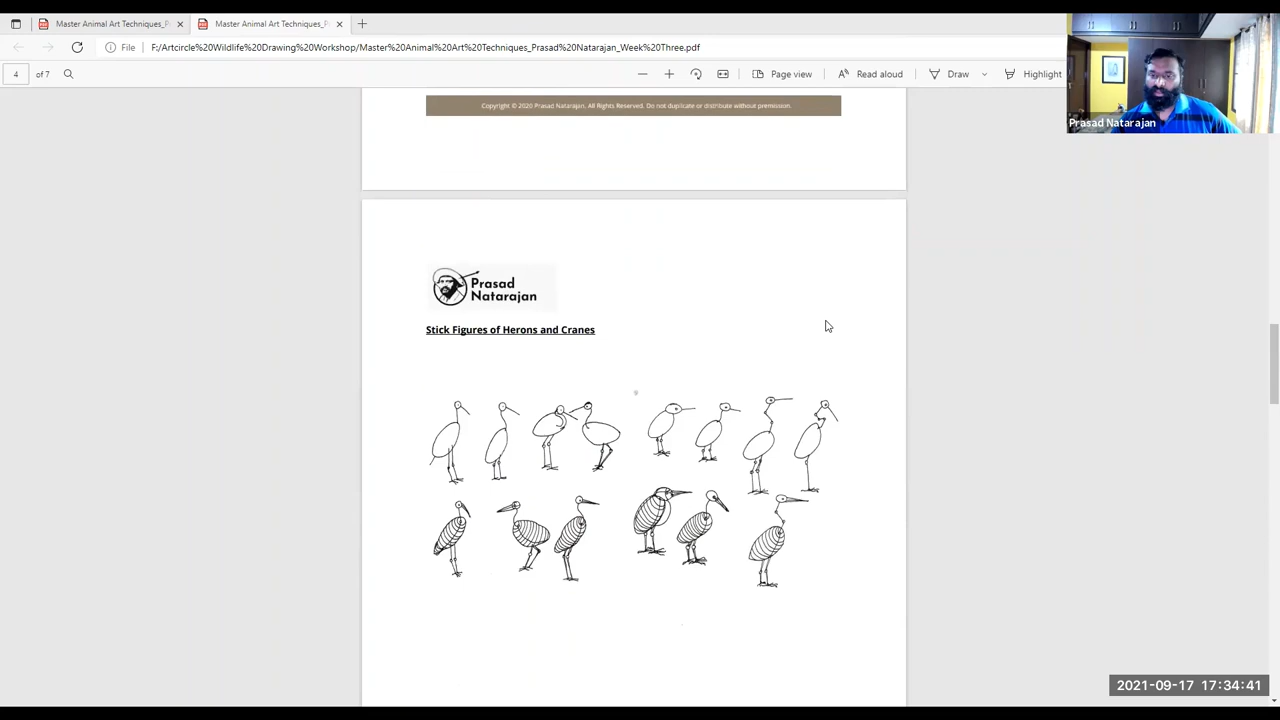 Master Animal Art Techniques_P
Master Animal Art Techniques_P
File
F:/Artcircle%20Wildlife%20Drawing%20Workshop/Master%20Animal%20Art%20Techniques_Prasad%20Natarajan_Week%20Three.pdf
4 of 7
Page view
Read aloud
Draw
Highlight
Prasad Natarajan
Copyright © 2020 Prasad Natarajan. All Rights Reserved. Do not duplicate or distribute without premission.
Prasad
Natarajan
Stick Figures of Herons and Cranes
2021-09-17 17:34:41